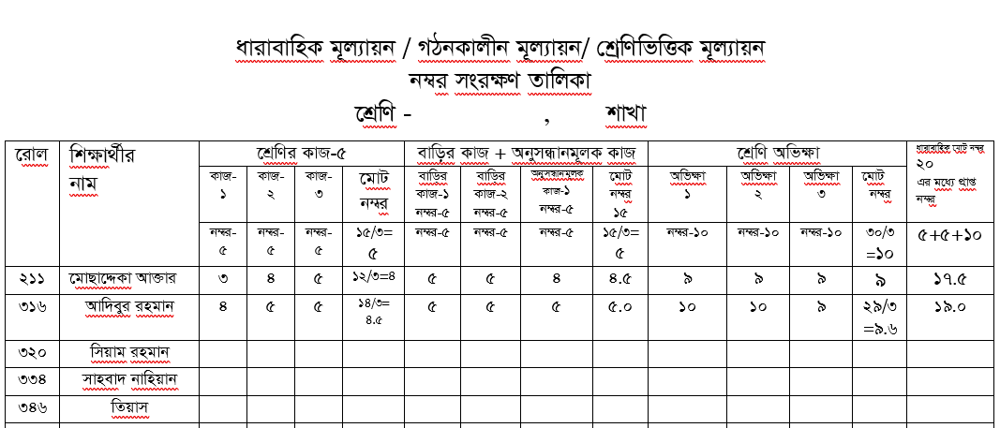 ধারাবাহিক মূল্যায়ন / গঠনকালীন মূল্যায়ন/ শ্রেণিভিত্তিক মূল্যায়ন
নম্বর সংরক্ষণ তালিকা
শ্রেণি - , শাখা
রোল শিক্ষার্থীর নাম শ্রেণির কাজ-৫ বাড়ির কাজ + অনুসন্ধানমূলক কাজ শ্রেণি অভিক্ষা ধারাবাহিক মোট নম্বর ২০ এর মধ্যে প্রাপ্ত নম্বর
কাজ-১ কাজ-২ কাজ-৩ মোট নম্বর বাড়ির কাজ-১ নম্বর-৫ বাড়ির কাজ-২ নম্বর-৫ অনুসন্ধানমূলক কাজ-১ নম্বর-৫ মোট নম্বর ১৫ অভিক্ষা ১ অভিক্ষা ২ অভিক্ষা ৩ মোট নম্বর
নম্বর-৫ নম্বর-৫ নম্বর-৫ ১৫/৩=৫ নম্বর-৫ নম্বর-৫ নম্বর-৫ ১৫/৩=৫ নম্বর-১০ নম্বর-১০ নম্বর-১০ ৩০/৩=১০ ৫+৫+১০
২১১ মোছাদ্দেকা আক্তার ৩ ৪ ৫ ১২/৩=৪ ৫ ৫ ৪ ৪.৫ ৯ ৯ ৯ ৯ ১৭.৫
৩১৬ আদিবুর রহমান ৪ ৫ ৫ ১৪/৩=৪.৫ ৫ ৫ ৫ ৫.০ ১০ ১০ ৯ ২৯/৩=৯.৬ ১৯.০
৩২০ সিয়াম রহমান
৩৩৪ সাহবাদ নাহিয়ান
৩৪৬ তিয়াস